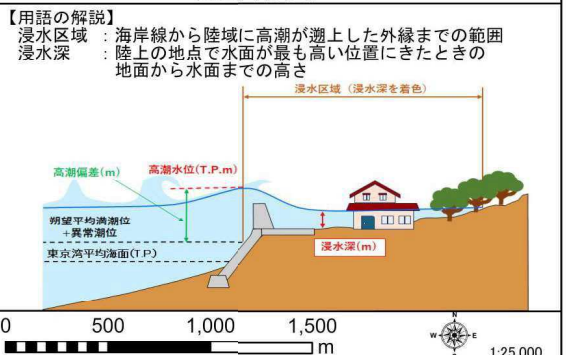 【用語の解説】
浸水区域 : 海岸線から陸域に高潮が遡上した外縁までの範囲
浸水深 : 陸上の地点で水面が最も高い位置にきたときの
地面から水面までの高さ
浸水区域(浸水深を着色)
高潮偏差(m)
高潮水位(T.P.m)
朔望平均満潮位
+異常潮位
東京湾平均海面(T.P)
浸水深(m)
0 500 1,000 1,500
m
N
W E
S
1:25,000